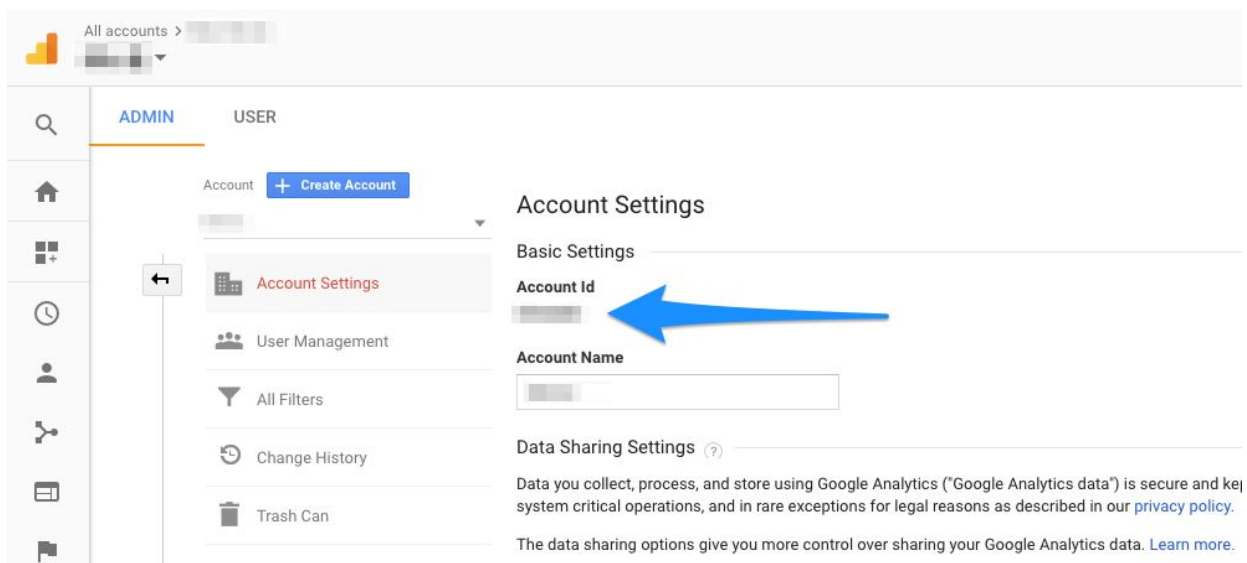 All accounts >
ADMIN
USER
Account
+ Create Account
Account Settings
User Management
All Filters
Change History
Trash Can
Account Settings
Basic Settings
Account Id
Account Name
Data Sharing Settings ?
Data you collect, process, and store using Google Analytics ("Google Analytics data") is secure and
system critical operations, and in rare exceptions for legal reasons as described in our privacy policy.
The data sharing options give you more control over sharing your Google Analytics data. Learn more.